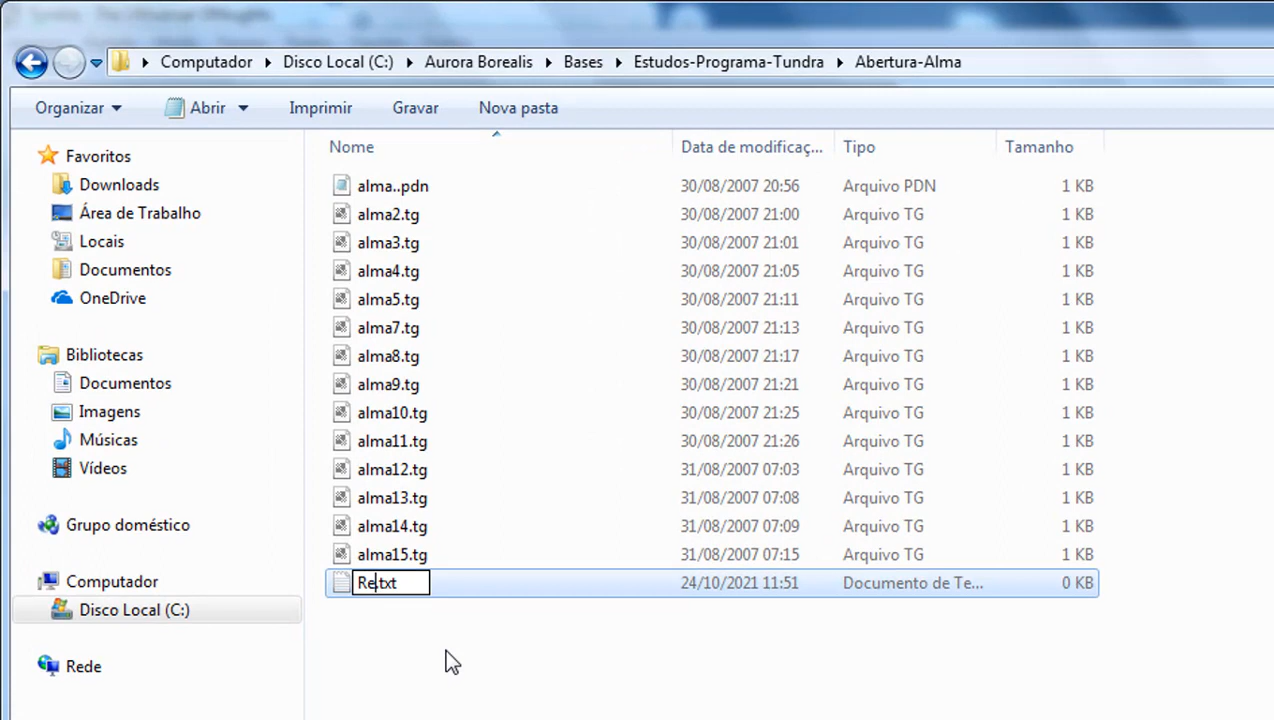 Computador Disco Local (C:) Aurora Borealis Bases Estudos-Programa-Tundra Abertura-Alma
Organizar Abrir Imprimir Gravar Nova pasta
Favoritos
Downloads
Área de Trabalho
Locais
Documentos
OneDrive
Bibliotecas
Documentos
Imagens
Músicas
Vídeos
Grupo doméstico
Computador
Disco Local (C:)
Rede
Nome Data de modificaç... Tipo Tamanho
alma..pdn 30/08/2007 20:56 Arquivo PDN 1 KB
alma2.tg 30/08/2007 21:00 Arquivo TG 1 KB
alma3.tg 30/08/2007 21:01 Arquivo TG 1 KB
alma4.tg 30/08/2007 21:05 Arquivo TG 1 KB
alma5.tg 30/08/2007 21:11 Arquivo TG 1 KB
alma7.tg 30/08/2007 21:13 Arquivo TG 1 KB
alma8.tg 30/08/2007 21:17 Arquivo TG 1 KB
alma9.tg 30/08/2007 21:21 Arquivo TG 1 KB
alma10.tg 30/08/2007 21:25 Arquivo TG 1 KB
alma11.tg 30/08/2007 21:26 Arquivo TG 1 KB
alma12.tg 31/08/2007 07:03 Arquivo TG 1 KB
alma13.tg 31/08/2007 07:08 Arquivo TG 1 KB
alma14.tg 31/08/2007 07:09 Arquivo TG 1 KB
alma15.tg 31/08/2007 07:15 Arquivo TG 1 KB
Re.txt 24/10/2021 11:51 Documento de Te... 0 KB